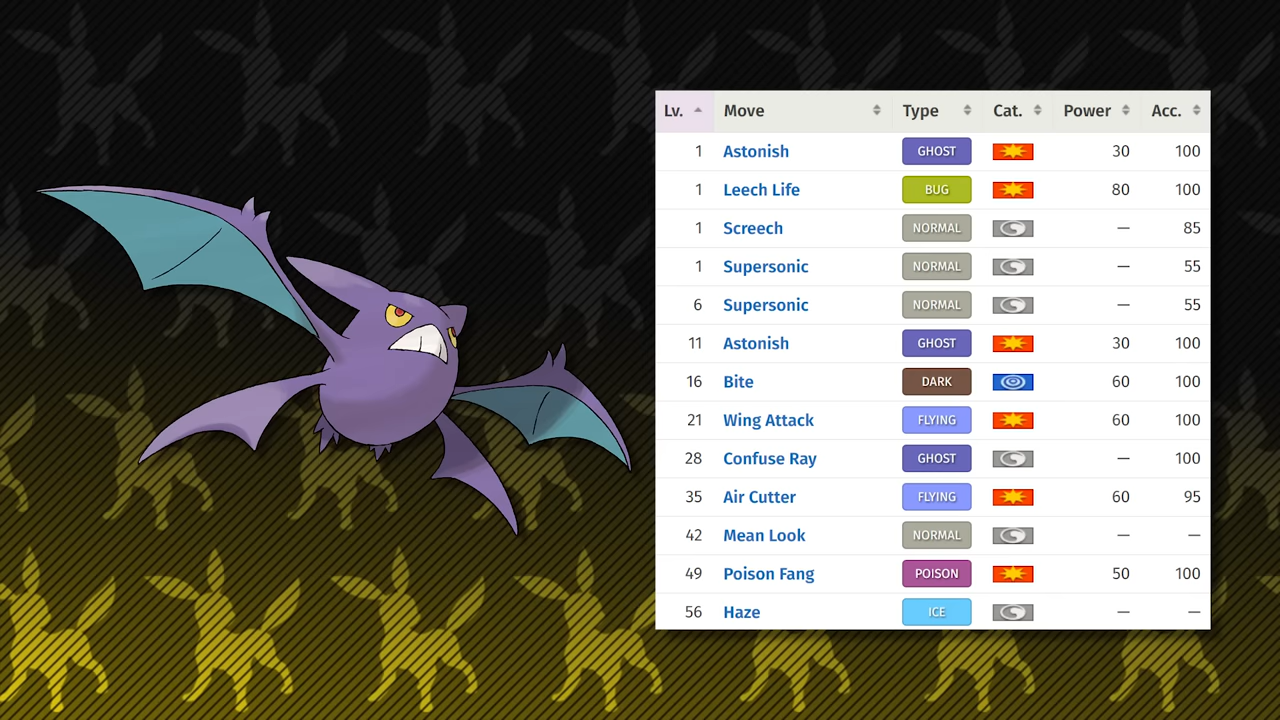 Lv. Move Type Cat. Power Acc.
1 Astonish GHOST 30 100
1 Leech Life BUG 80 100
1 Screech NORMAL — 85
1 Supersonic NORMAL — 55
6 Supersonic NORMAL — 55
11 Astonish GHOST 30 100
16 Bite DARK 60 100
21 Wing Attack FLYING 60 100
28 Confuse Ray GHOST — 100
35 Air Cutter FLYING 60 95
42 Mean Look NORMAL — —
49 Poison Fang POISON 50 100
56 Haze ICE — —